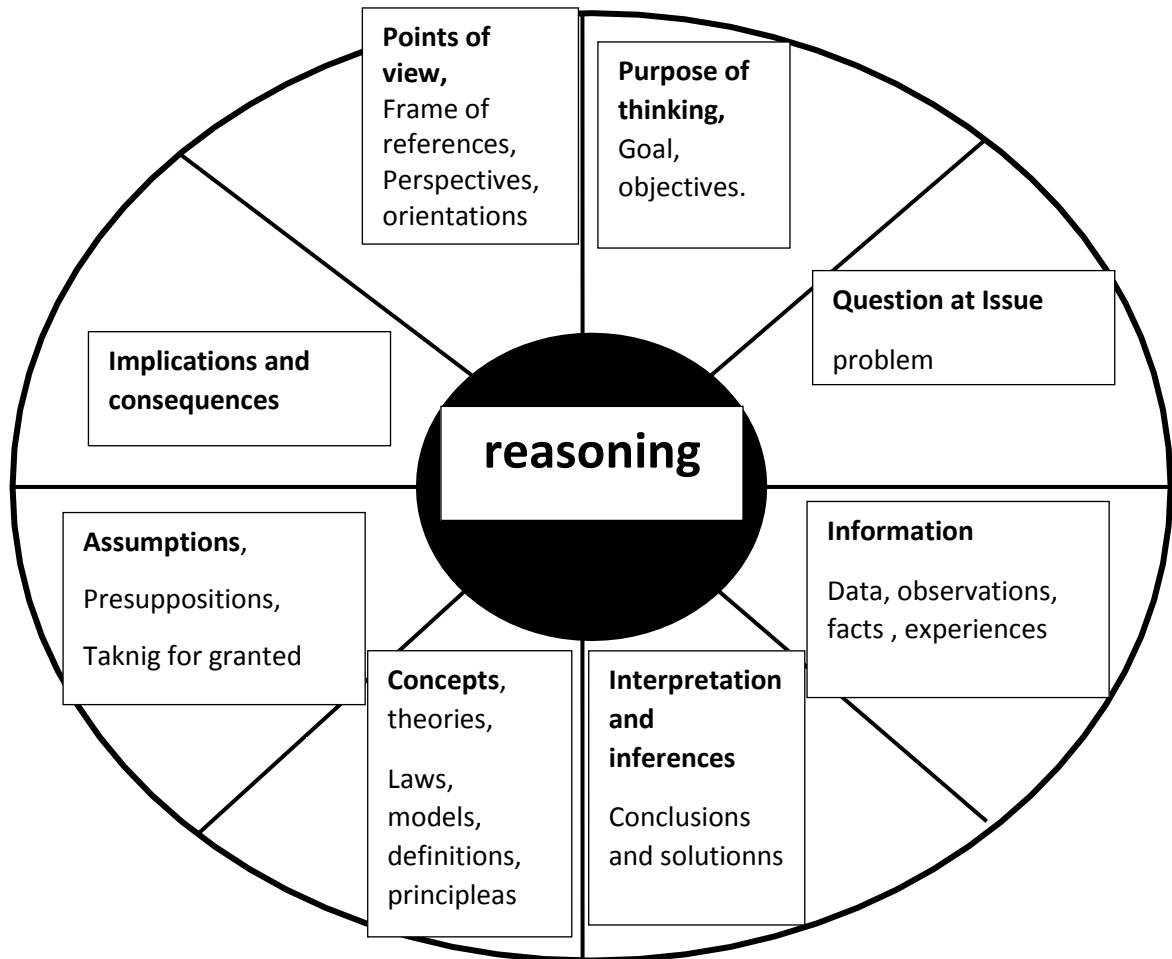 Points of
view,
Frame of
references,
Perspectives,
orientations
Purpose of
thinking,
Goal,
objectives.
Question at Issue
problem
Implications and
consequences
reasoning
Assumptions,
Presuppositions,
Taknig for granted
Information
Data, observations,
facts , experiences
Concepts,
theories,
Laws,
models,
definitions,
principleas
Interpretation
and
inferences
Conclusions
and solutionns